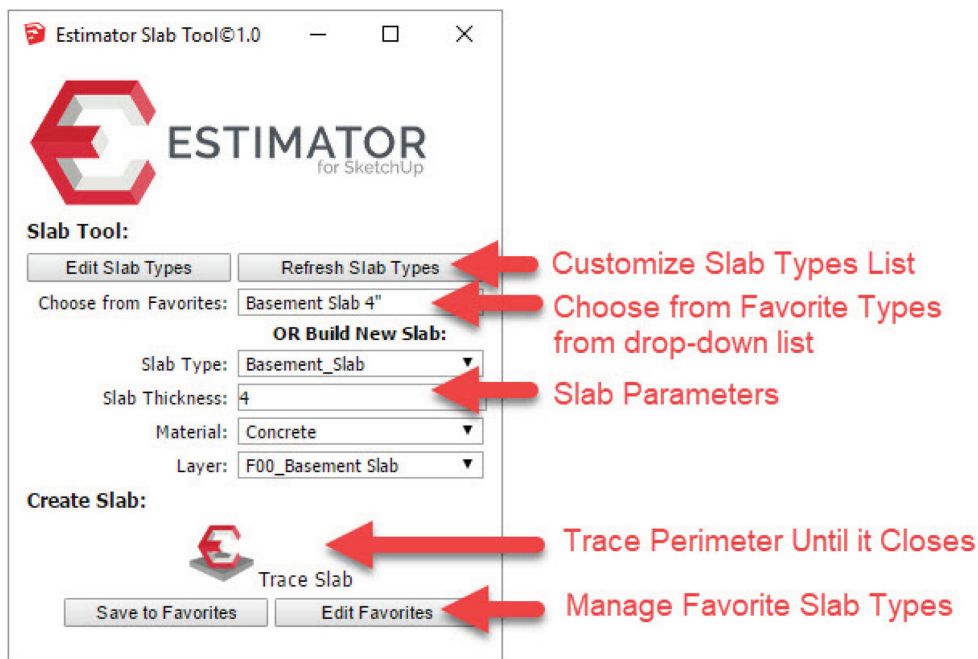 Estimator Slab Tool©1.0
ESTIMATOR
for SketchUp
Slab Tool:
Edit Slab Types Refresh Slab Types Customize Slab Types List
Choose from Favorites: Basement Slab 4" Choose from Favorite Types
from drop-down list
OR Build New Slab:
Slab Type: Basement_Slab
Slab Thickness: 4 Slab Parameters
Material: Concrete
Layer: F00_Basement Slab
Create Slab:
Trace Perimeter Until it Closes
Trace Slab
Save to Favorites Edit Favorites Manage Favorite Slab Types